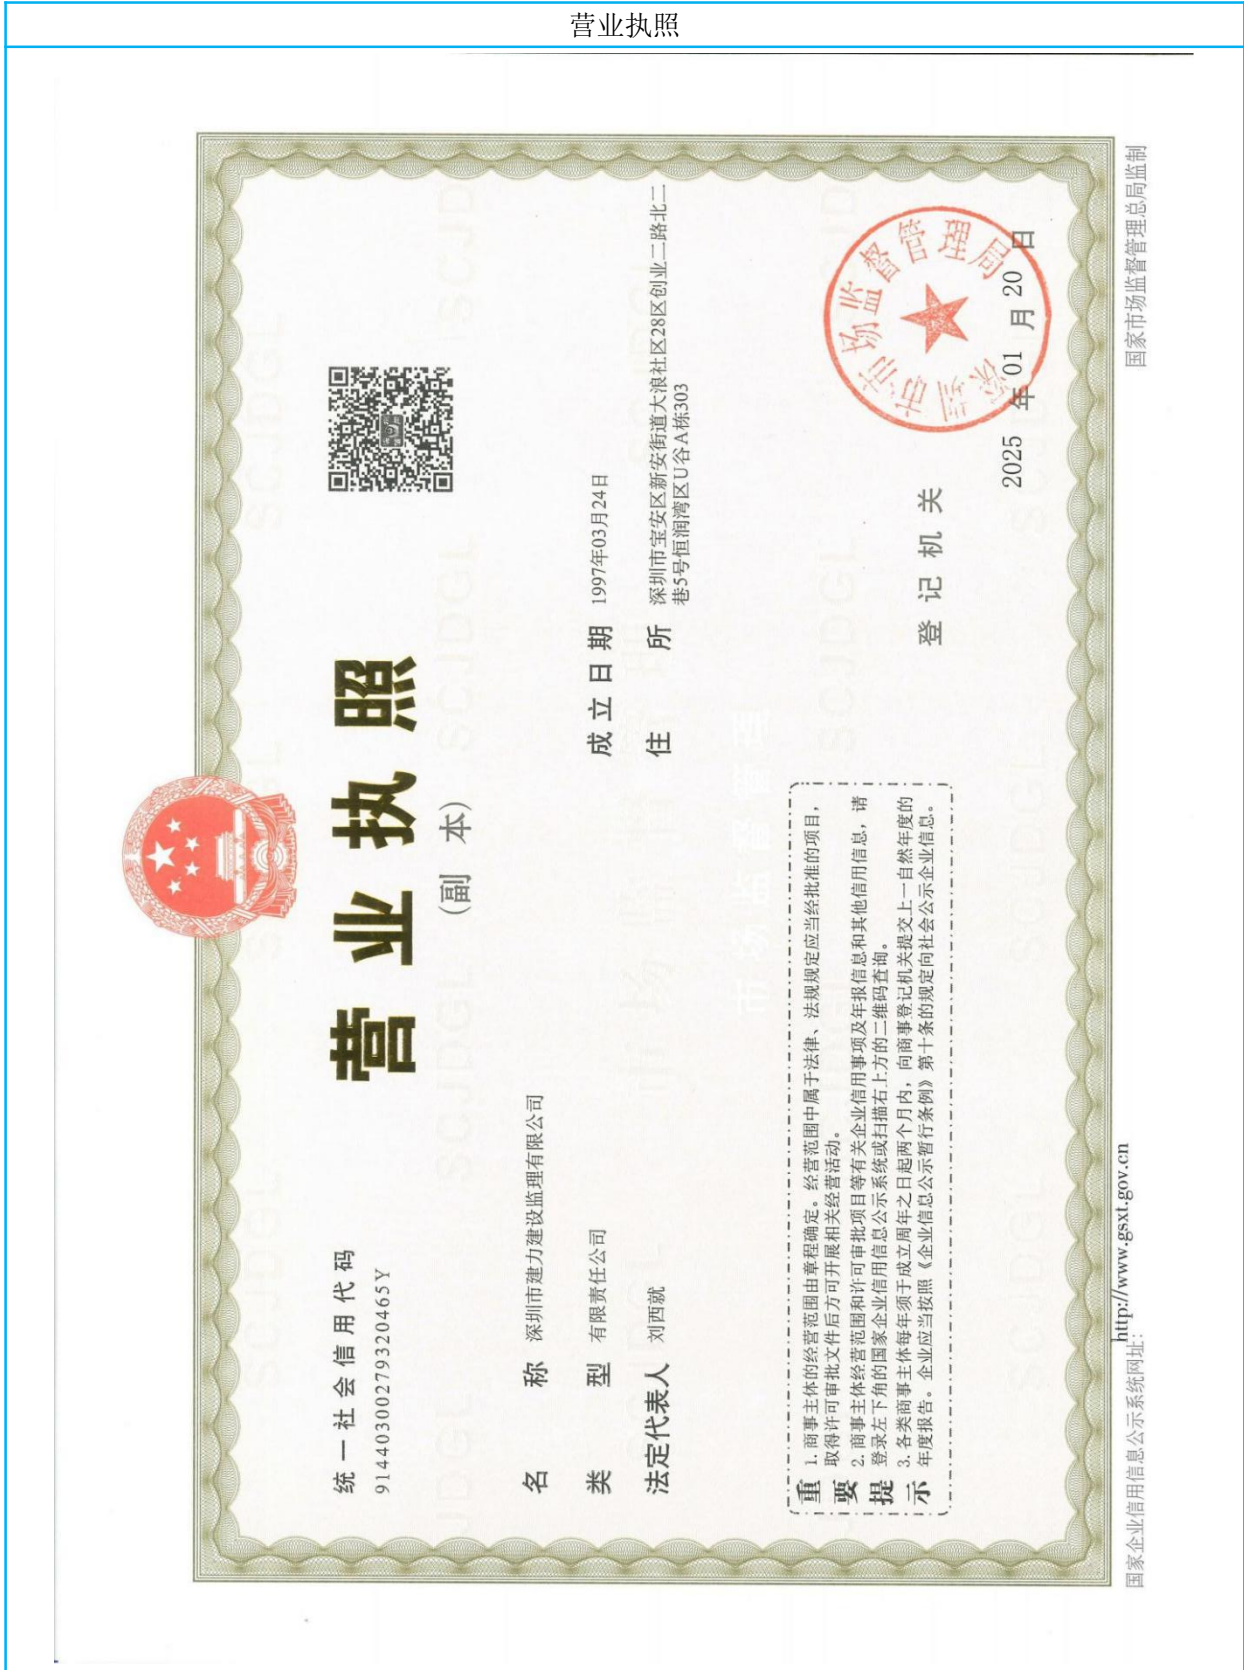 营业执照
统一社会信用代码
91440300279320465Y
营业执照
(副 本)
名 称 深圳市建力建设监理有限公司
类 型 有限责任公司
法定代表人 刘西就
成立日期 1997年03月24日
住 所 深圳市宝安区新安街道大浪社区28区创业二路北二
巷5号恒润湾区U谷A栋303
重要提示
1. 商事主体的经营范围由章程确定。经营范围中属于法律、法规规定应当经批准的项目，
取得许可审批文件后方可开展相关经营活动。
2. 商事主体经营范围和许可审批项目等有关企业信用事项及年报信息和其他信用信息，请
登录左下角的国家企业信用信息公示系统或扫描右上方的二维码查询。
3. 各类商事主体每年须于成立周年之日起两个月内，向商事登记机关提交上一自然年度的
年度报告。企业应当按照《企业信息公示暂行条例》第十条的规定向社会公示企业信息。
登记机关
深圳市市场监督管理局
2025 年 01 月 20 日
国家企业信用信息公示系统网址：
http://www.gsxt.gov.cn
国家市场监督管理总局监制